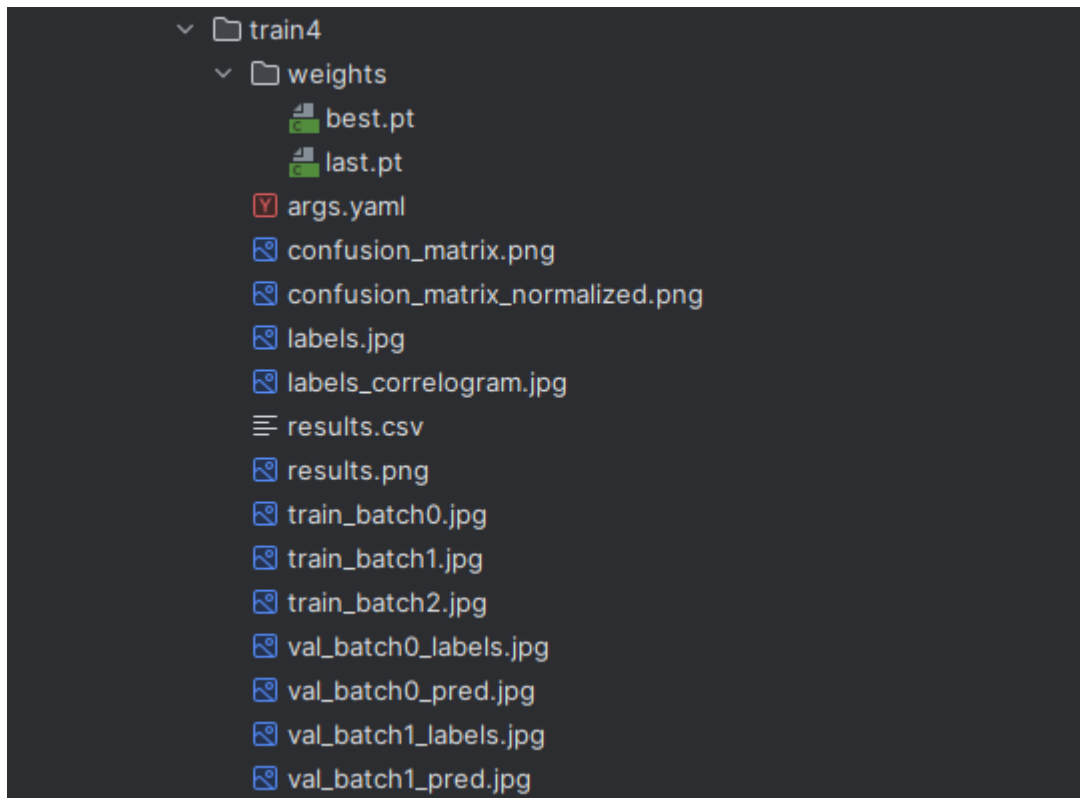 train4
weights
best.pt
last.pt
args.yaml
confusion_matrix.png
confusion_matrix_normalized.png
labels.jpg
labels_correlogram.jpg
results.csv
results.png
train_batch0.jpg
train_batch1.jpg
train_batch2.jpg
val_batch0_labels.jpg
val_batch0_pred.jpg
val_batch1_labels.jpg
val_batch1_pred.jpg